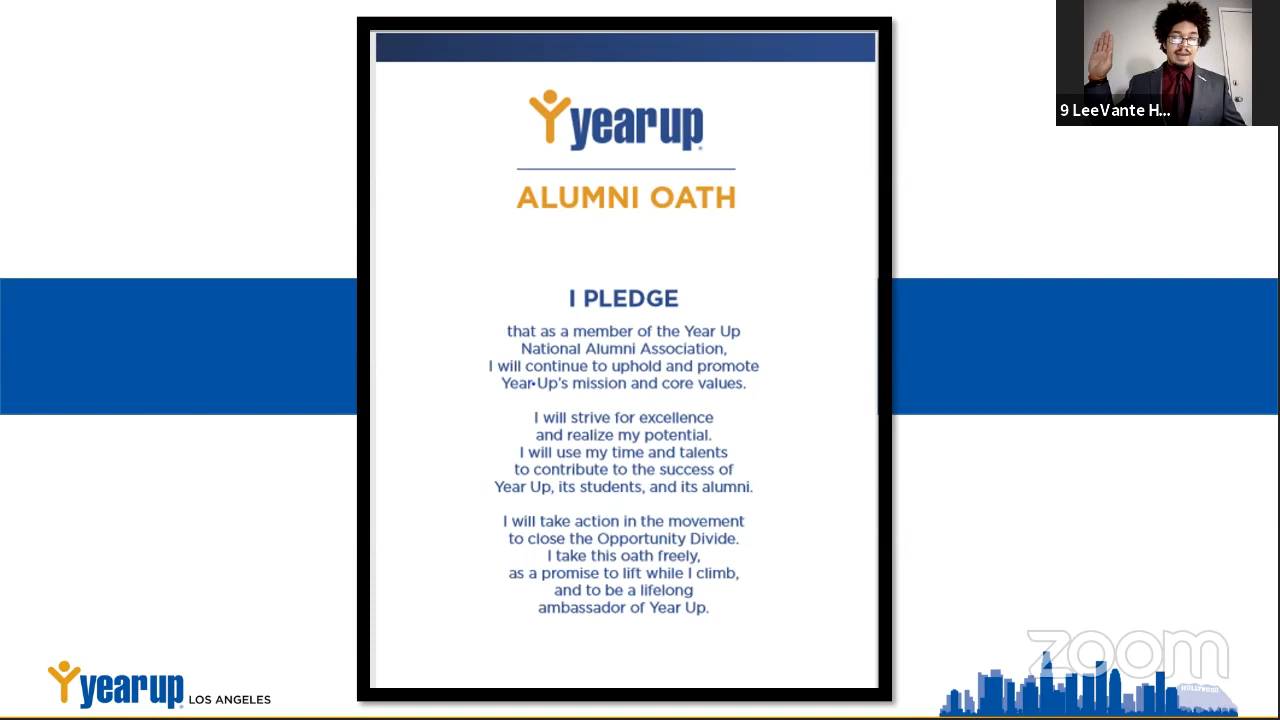 yearup
ALUMNI OATH
I PLEDGE
that as a member of the Year Up
National Alumni Association,
I will continue to uphold and promote
Year Up's mission and core values.
I will strive for excellence
and realize my potential.
I will use my time and talents
to contribute to the success of
Year Up, its students, and its alumni.
I will take action in the movement
to close the Opportunity Divide.
I take this oath freely,
as a promise to lift while I climb,
and to be a lifelong
ambassador of Year Up.
9 LeeVante H...
yearup LOS ANGELES
zoom
HOLLYWOOD